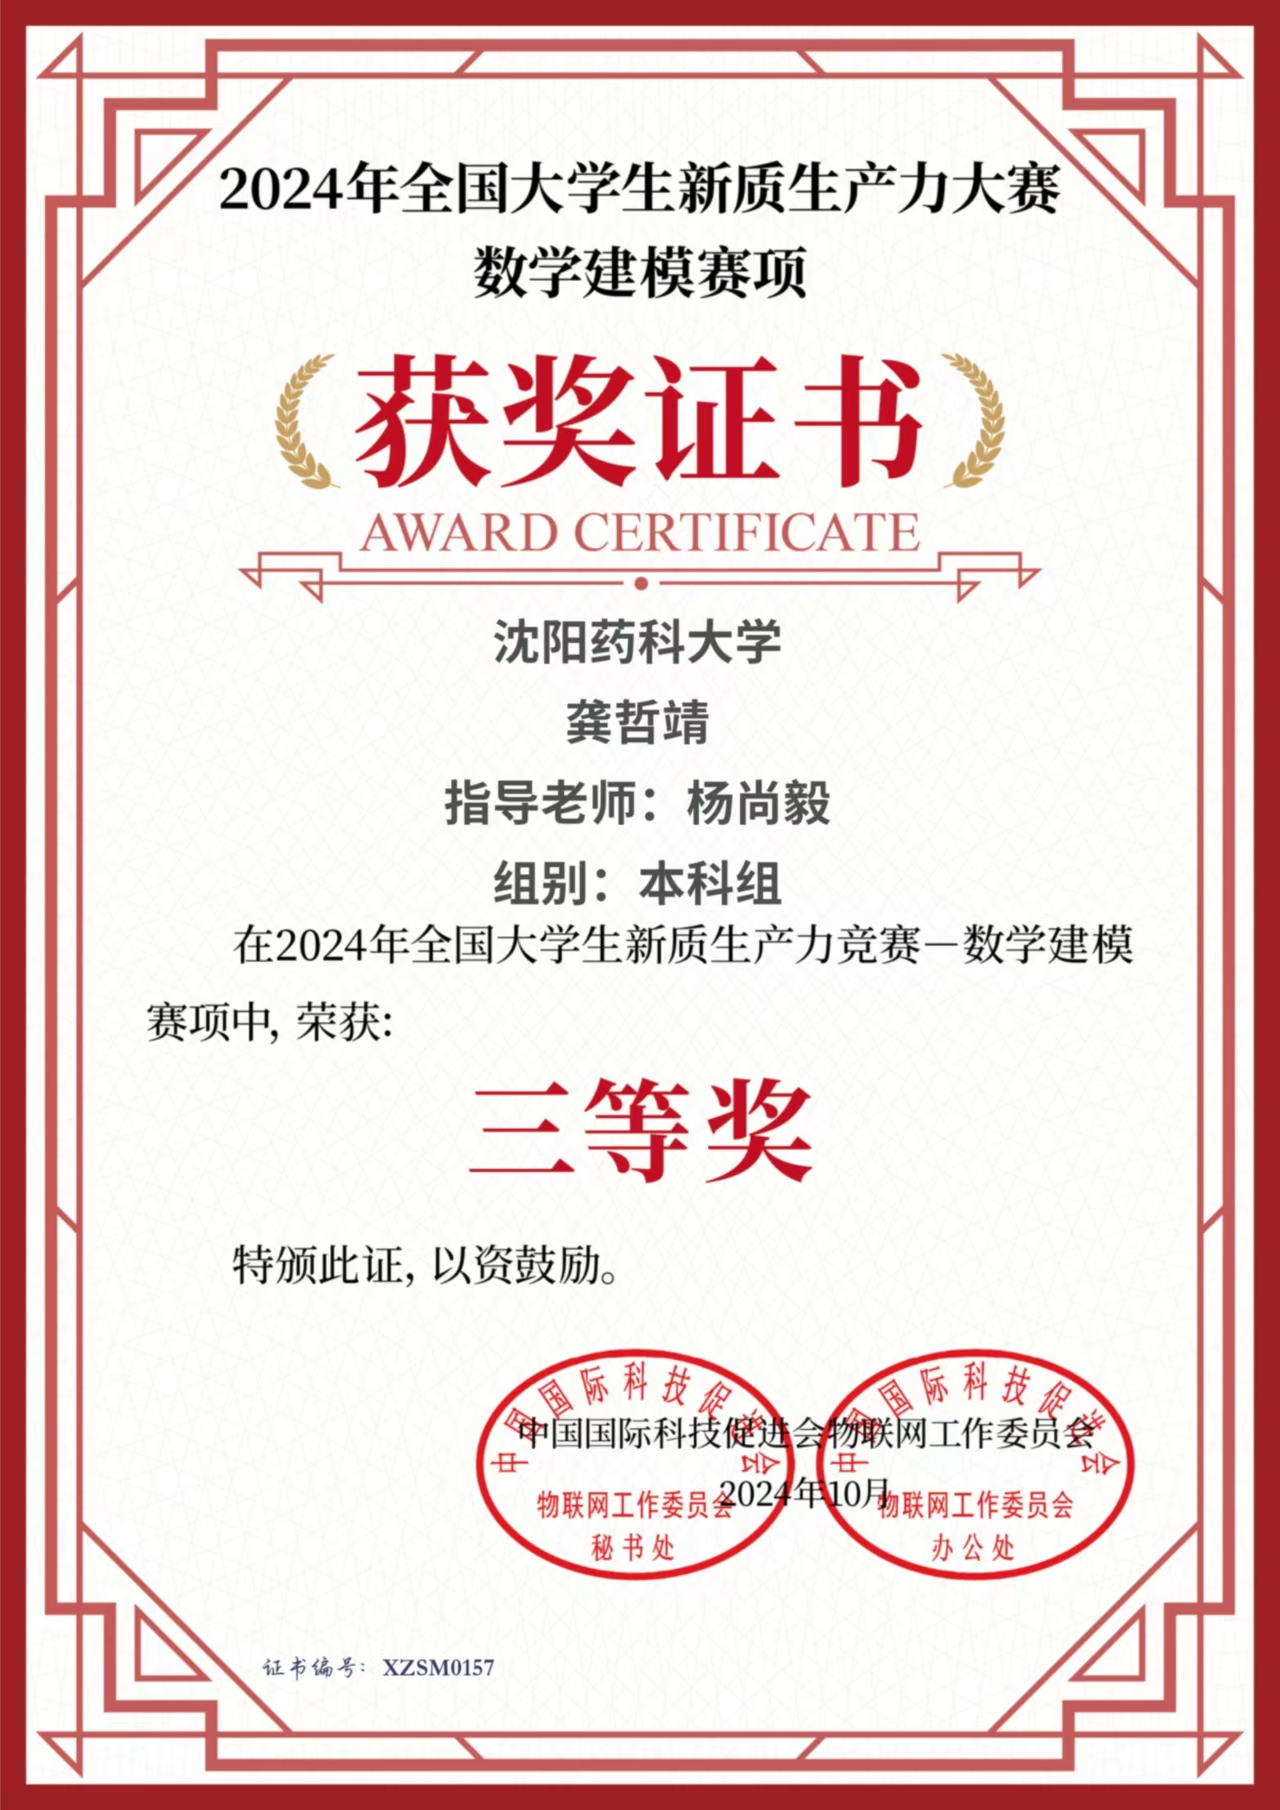 2024年全国大学生新质生产力大赛
数学建模赛项
获奖证书
AWARD CERTIFICATE
沈阳药科大学
龚哲靖
指导老师：杨尚毅
组别：本科组
在2024年全国大学生新质生产力竞赛－数学建模
赛项中, 荣获:
三等奖
特颁此证, 以资鼓励。
中国国际科技促进会物联网工作委员会
2024年10月
中国国际科技促进会
物联网工作委员会
秘书处
中国国际科技促进会
物联网工作委员会
办公处
证书编号：XZSM0157